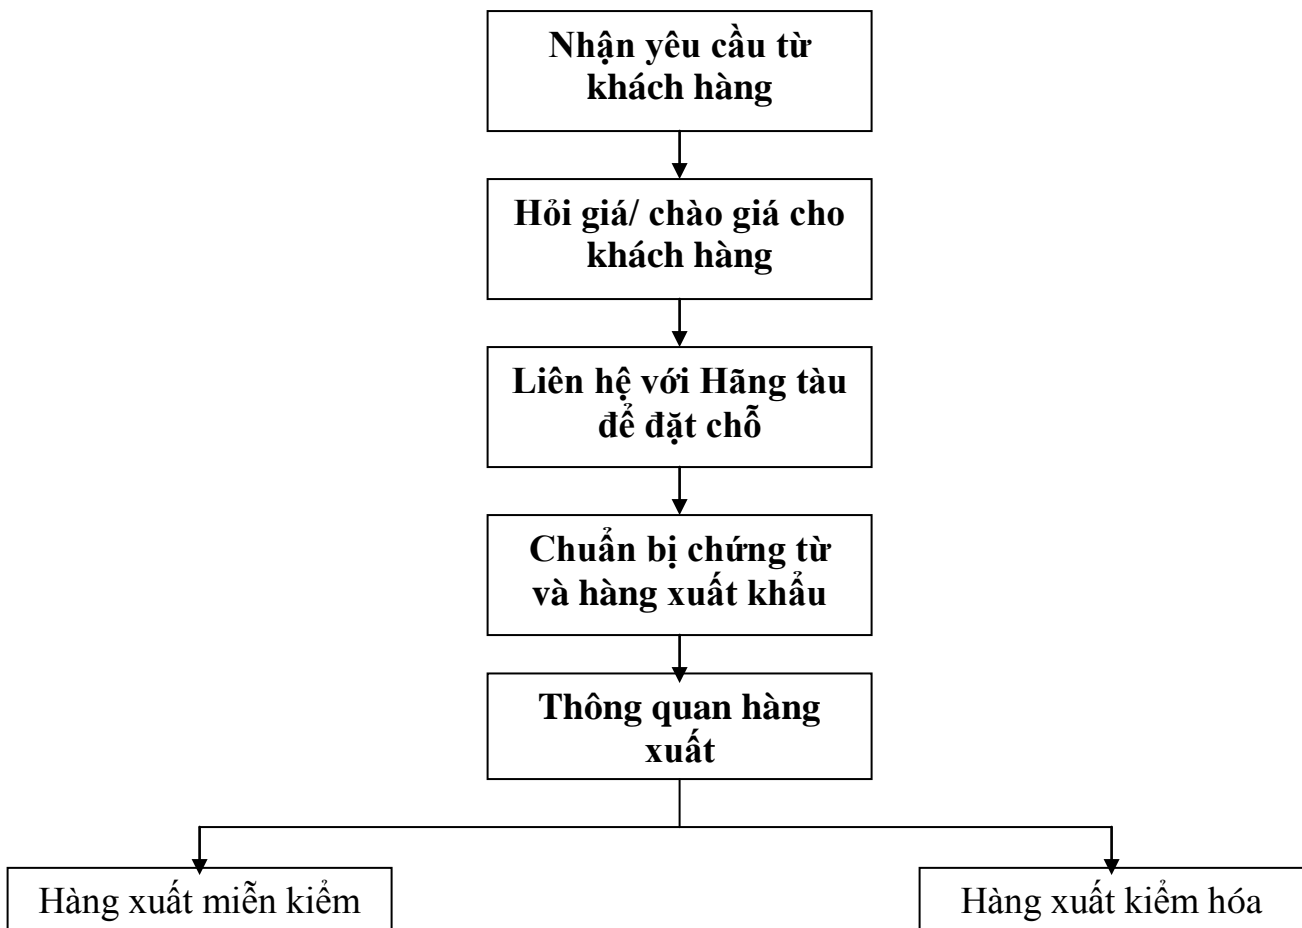 Nhận yêu cầu từ
khách hàng
Hỏi giá/ chào giá cho
khách hàng
Liên hệ với Hãng tàu
để đặt chỗ
Chuẩn bị chứng từ
và hàng xuất khẩu
Thông quan hàng
xuất
Hàng xuất miễn kiểm
Hàng xuất kiểm hóa